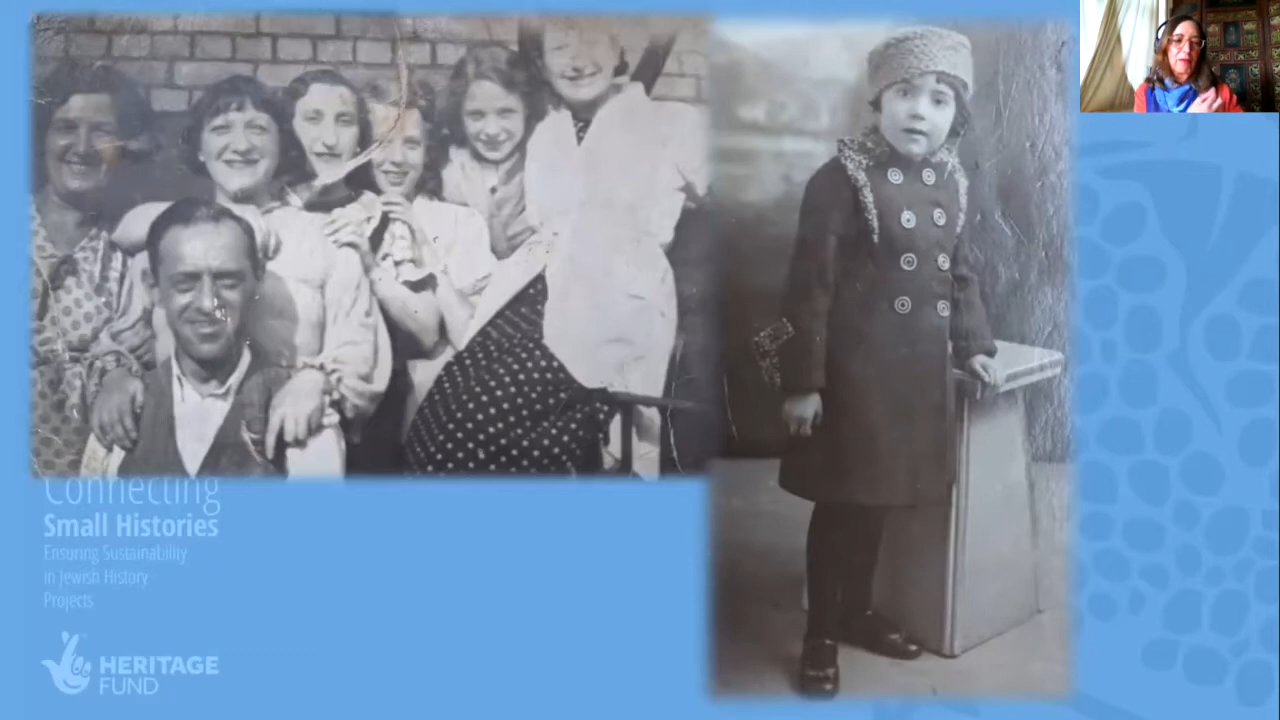 Connecting
Small Histories
Ensuring Sustainability
in Jewish History
Projects
HERITAGE
FUND